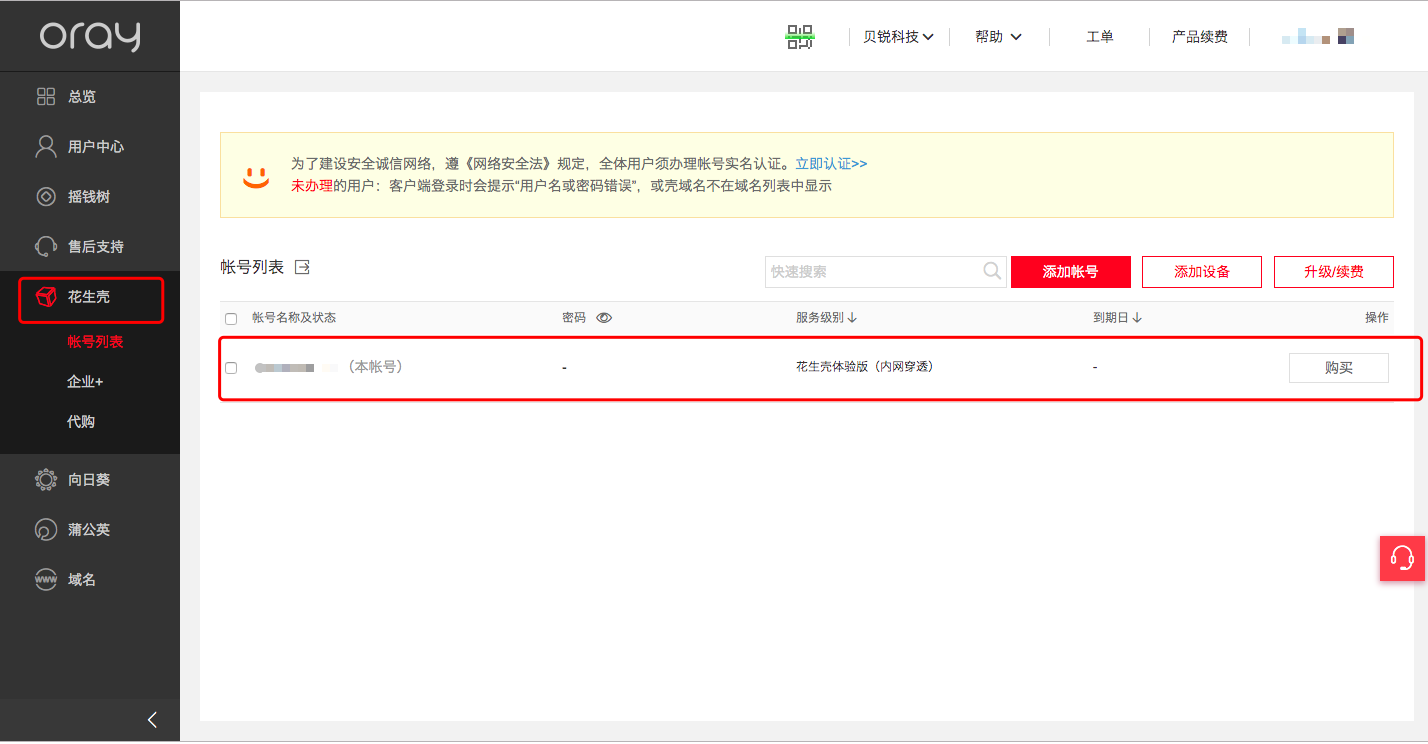 oray
贝锐科技
帮助
工单
产品续费
总览
用户中心
摇钱树
售后支持
花生壳
帐号列表
企业+
代购
向日葵
蒲公英
www
域名
为了建设安全诚信网络，遵《网络安全法》规定，全体用户须办理帐号实名认证。立即认证>>
未办理的用户：客户端登录时会提示“用户名或密码错误”，或壳域名不在域名列表中显示
帐号列表
快速搜索
添加帐号
添加设备
升级/续费
帐号名称及状态 密码 服务级别↓ 到期日↓ 操作
（本帐号） - 花生壳体验版（内网穿透） - 购买